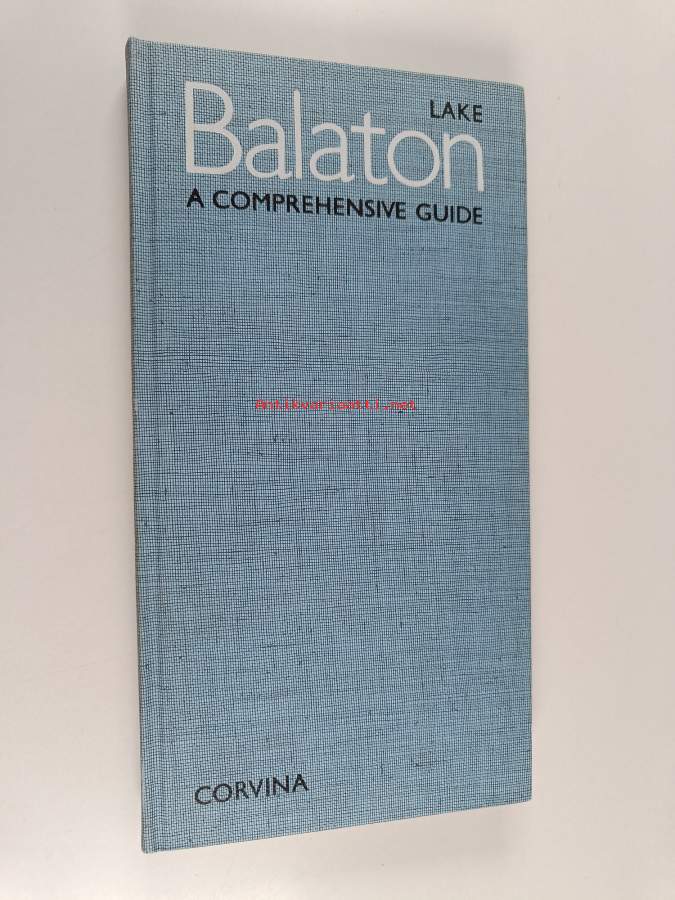 LAKE
Balaton
A COMPREHENSIVE GUIDE
Antikvariaatti.net
CORVINA